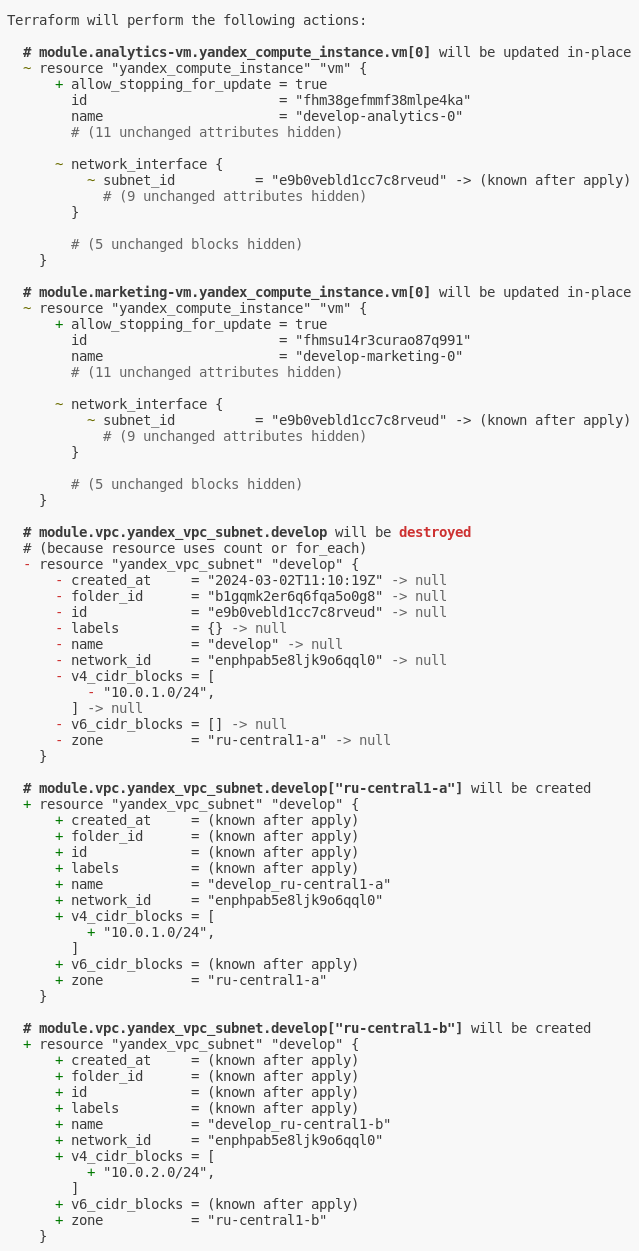 Terraform will perform the following actions:

  # module.analytics-vm.yandex_compute_instance.vm[0] will be updated in-place
  ~ resource "yandex_compute_instance" "vm" {
      + allow_stopping_for_update = true
        id                        = "fhm38gefmmf38mlpe4ka"
        name                      = "develop-analytics-0"
        # (11 unchanged attributes hidden)

      ~ network_interface {
          ~ subnet_id          = "e9b0vebld1cc7c8rveud" -> (known after apply)
            # (9 unchanged attributes hidden)
        }

        # (5 unchanged blocks hidden)
    }

  # module.marketing-vm.yandex_compute_instance.vm[0] will be updated in-place
  ~ resource "yandex_compute_instance" "vm" {
      + allow_stopping_for_update = true
        id                        = "fhmsu14r3curao87q991"
        name                      = "develop-marketing-0"
        # (11 unchanged attributes hidden)

      ~ network_interface {
          ~ subnet_id          = "e9b0vebld1cc7c8rveud" -> (known after apply)
            # (9 unchanged attributes hidden)
        }

        # (5 unchanged blocks hidden)
    }

  # module.vpc.yandex_vpc_subnet.develop will be destroyed
  # (because resource uses count or for_each)
  - resource "yandex_vpc_subnet" "develop" {
      - created_at     = "2024-03-02T11:10:19Z" -> null
      - folder_id      = "b1gqmk2er6q6fqa5o0g8" -> null
      - id             = "e9b0vebld1cc7c8rveud" -> null
      - labels         = {} -> null
      - name           = "develop" -> null
      - network_id     = "enphpab5e8ljk9o6qql0" -> null
      - v4_cidr_blocks = [
          - "10.0.1.0/24",
        ] -> null
      - v6_cidr_blocks = [] -> null
      - zone           = "ru-central1-a" -> null
    }

  # module.vpc.yandex_vpc_subnet.develop["ru-central1-a"] will be created
  + resource "yandex_vpc_subnet" "develop" {
      + created_at     = (known after apply)
      + folder_id      = (known after apply)
      + id             = (known after apply)
      + labels         = (known after apply)
      + name           = "develop_ru-central1-a"
      + network_id     = "enphpab5e8ljk9o6qql0"
      + v4_cidr_blocks = [
          + "10.0.1.0/24",
        ]
      + v6_cidr_blocks = (known after apply)
      + zone           = "ru-central1-a"
    }

  # module.vpc.yandex_vpc_subnet.develop["ru-central1-b"] will be created
  + resource "yandex_vpc_subnet" "develop" {
      + created_at     = (known after apply)
      + folder_id      = (known after apply)
      + id             = (known after apply)
      + labels         = (known after apply)
      + name           = "develop_ru-central1-b"
      + network_id     = "enphpab5e8ljk9o6qql0"
      + v4_cidr_blocks = [
          + "10.0.2.0/24",
        ]
      + v6_cidr_blocks = (known after apply)
      + zone           = "ru-central1-b"
    }